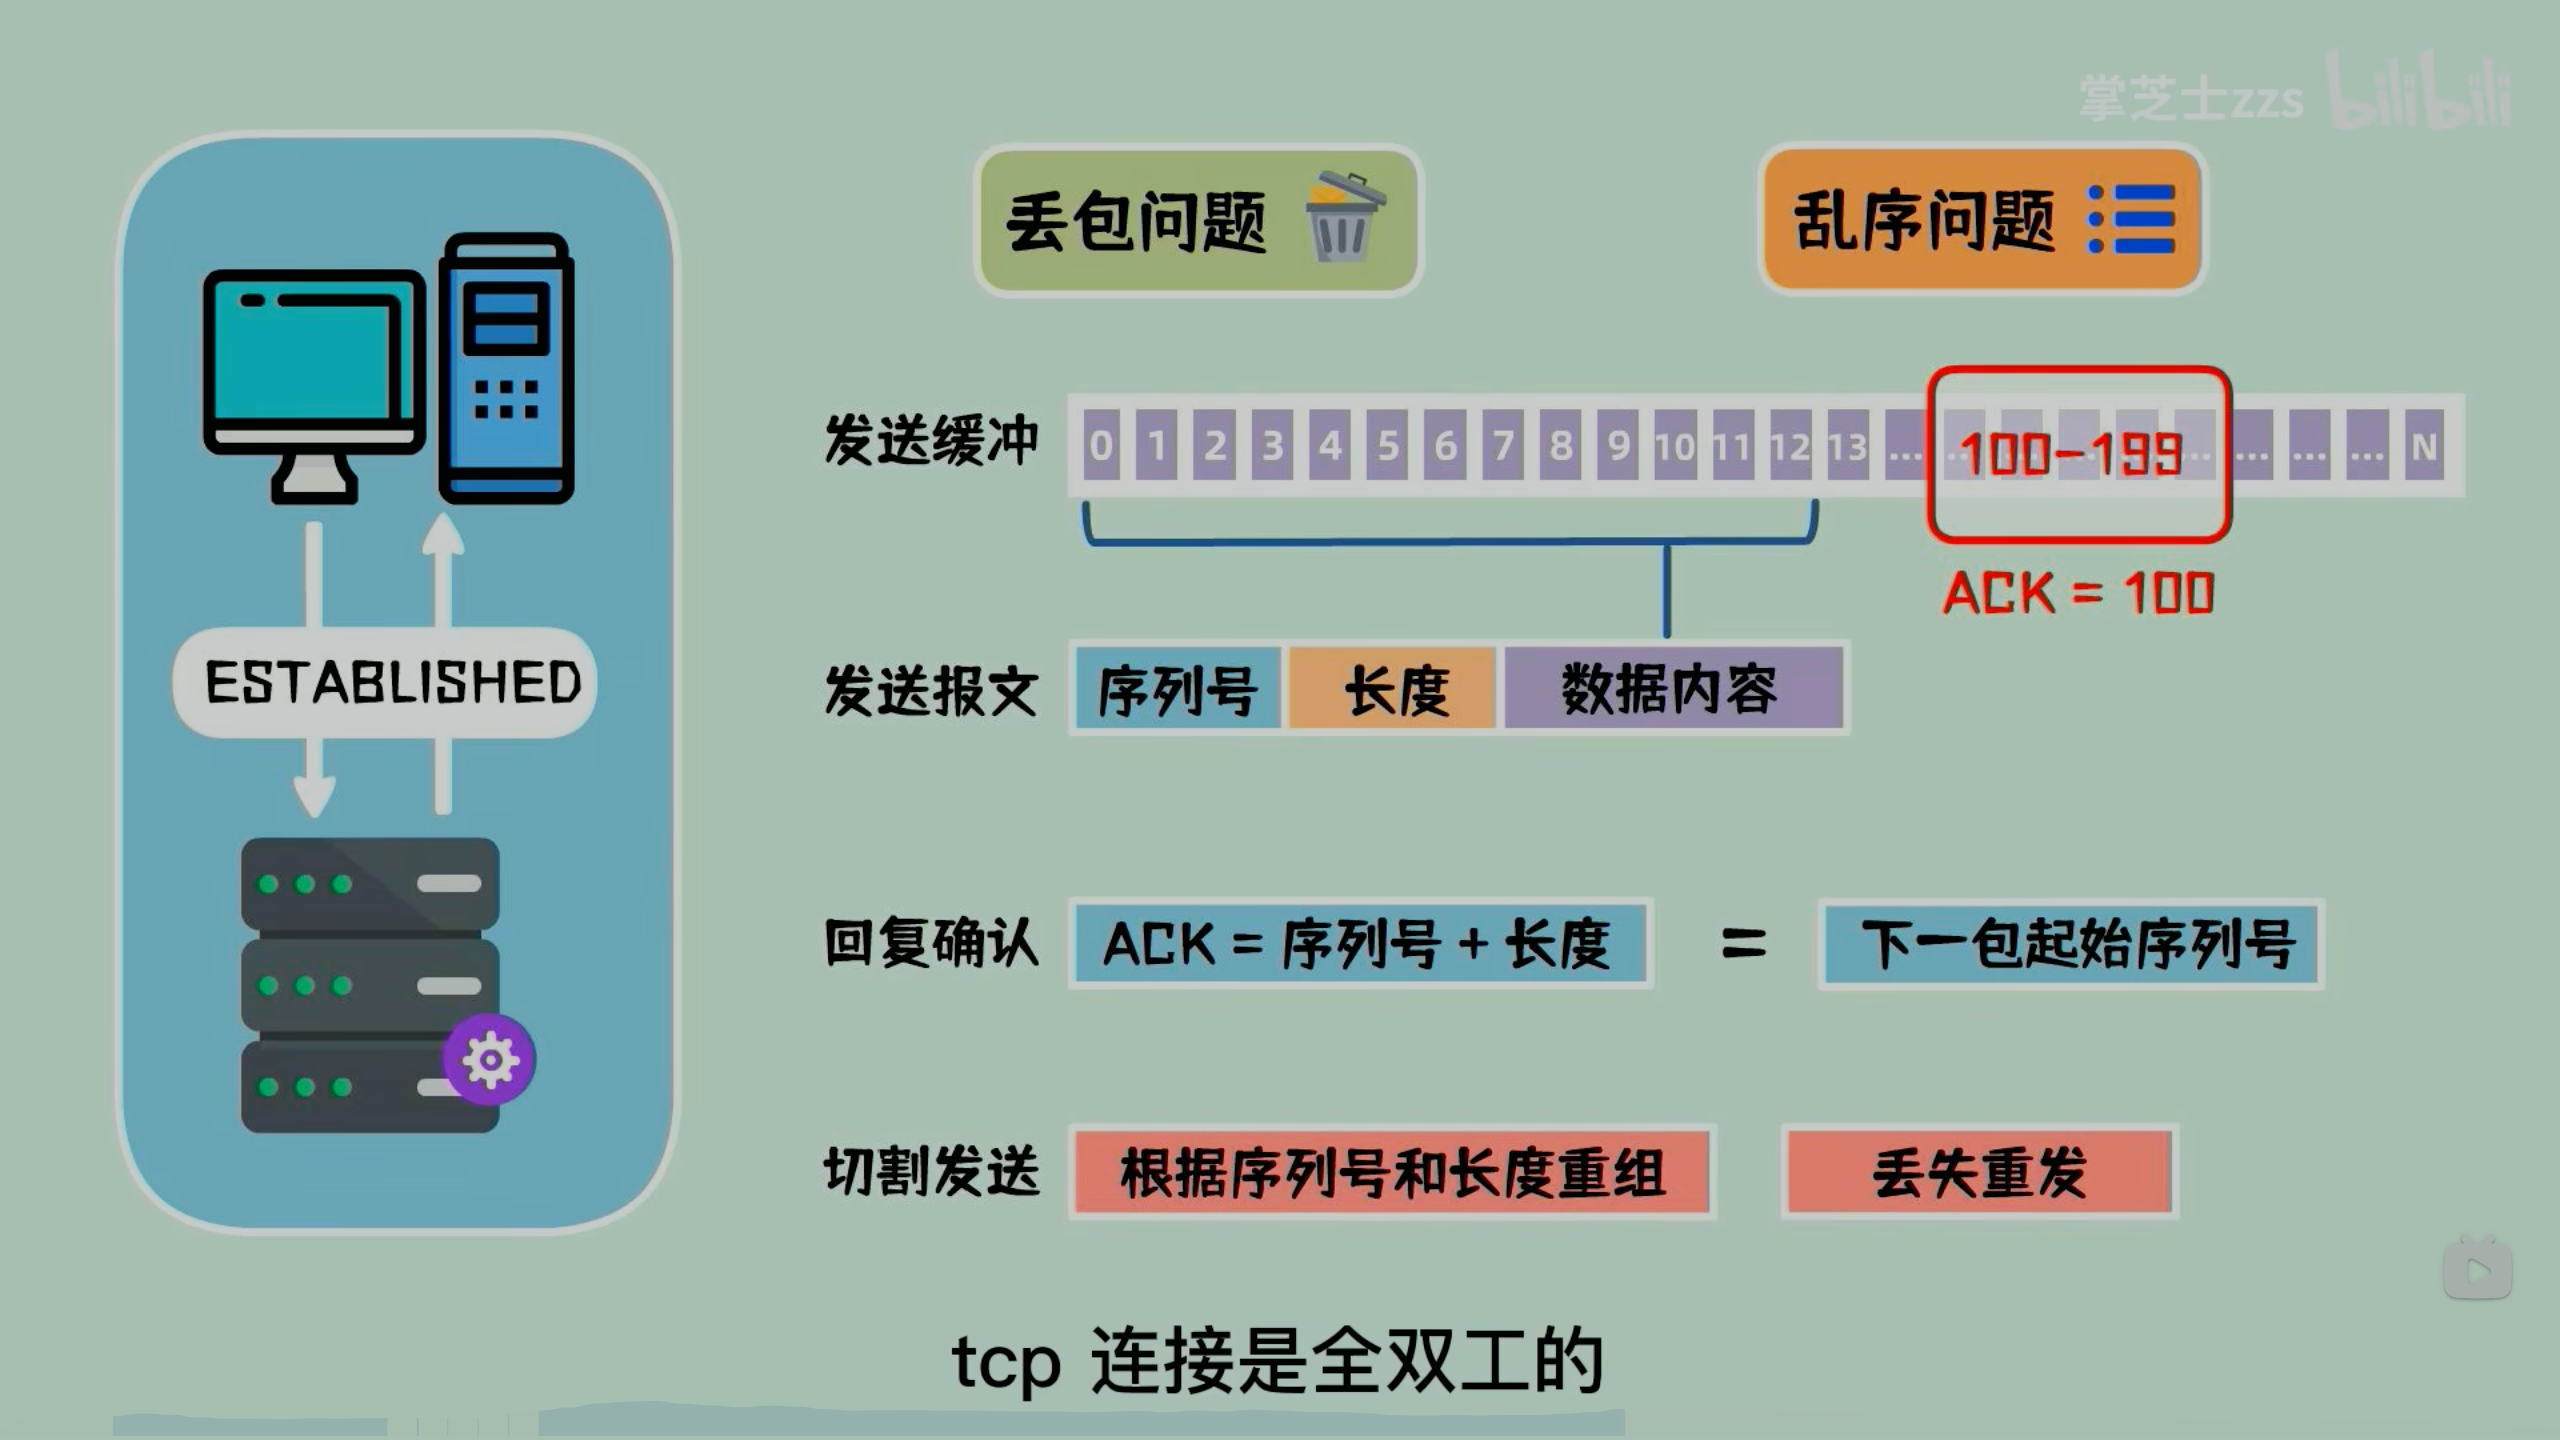 掌芝士zzs bilibili
丢包问题
乱序问题
发送缓冲 0 1 2 3 4 5 6 7 8 9 10 11 12 13 ... ... ... ... ... ... ... ... ... N
100-199
ACK = 100
ESTABLISHED
发送报文 序列号 长度 数据内容
回复确认 ACK = 序列号 + 长度 = 下一包起始序列号
切割发送 根据序列号和长度重组 丢失重发
tcp 连接是全双工的